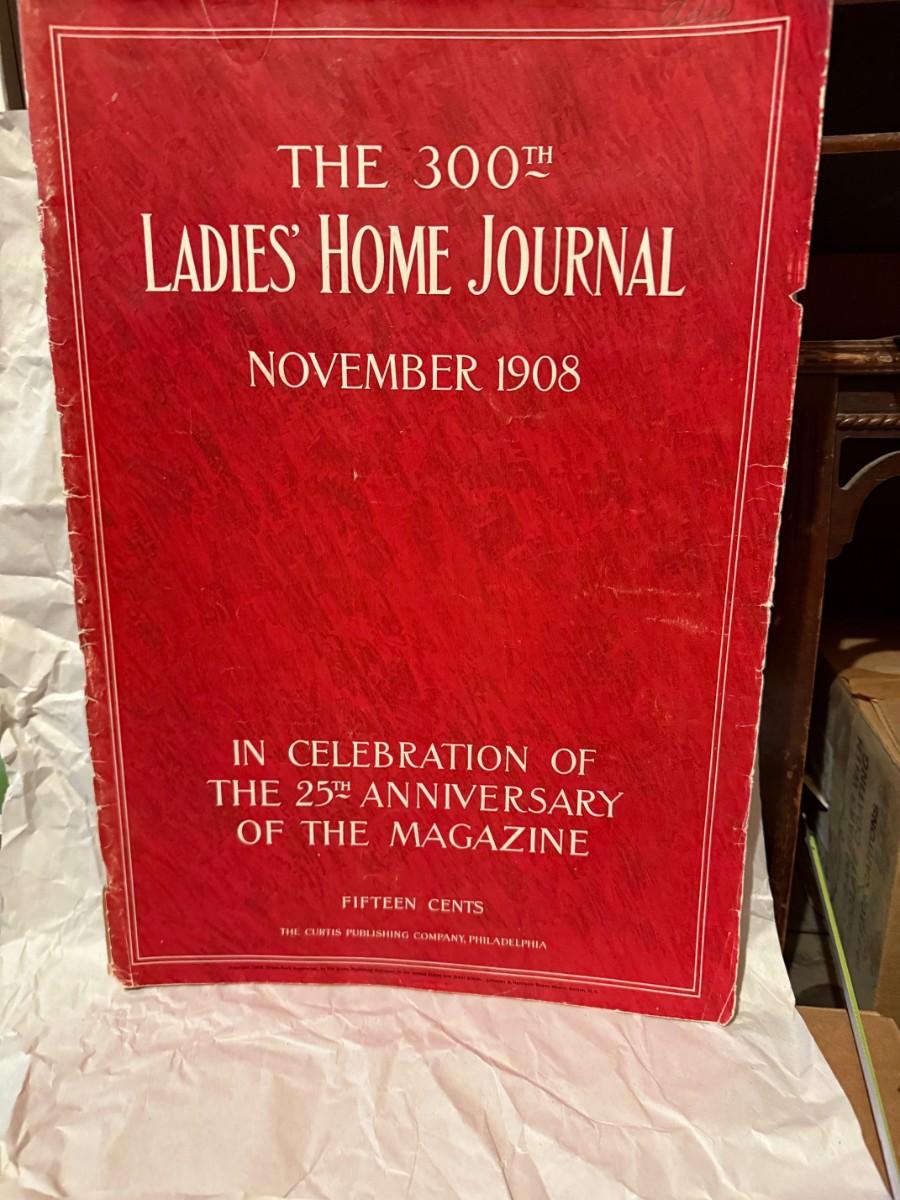 THE 300TH
LADIES' HOME JOURNAL
NOVEMBER 1908
IN CELEBRATION OF
THE 25TH ANNIVERSARY
OF THE MAGAZINE
FIFTEEN CENTS
THE CURTIS PUBLISHING COMPANY, PHILADELPHIA